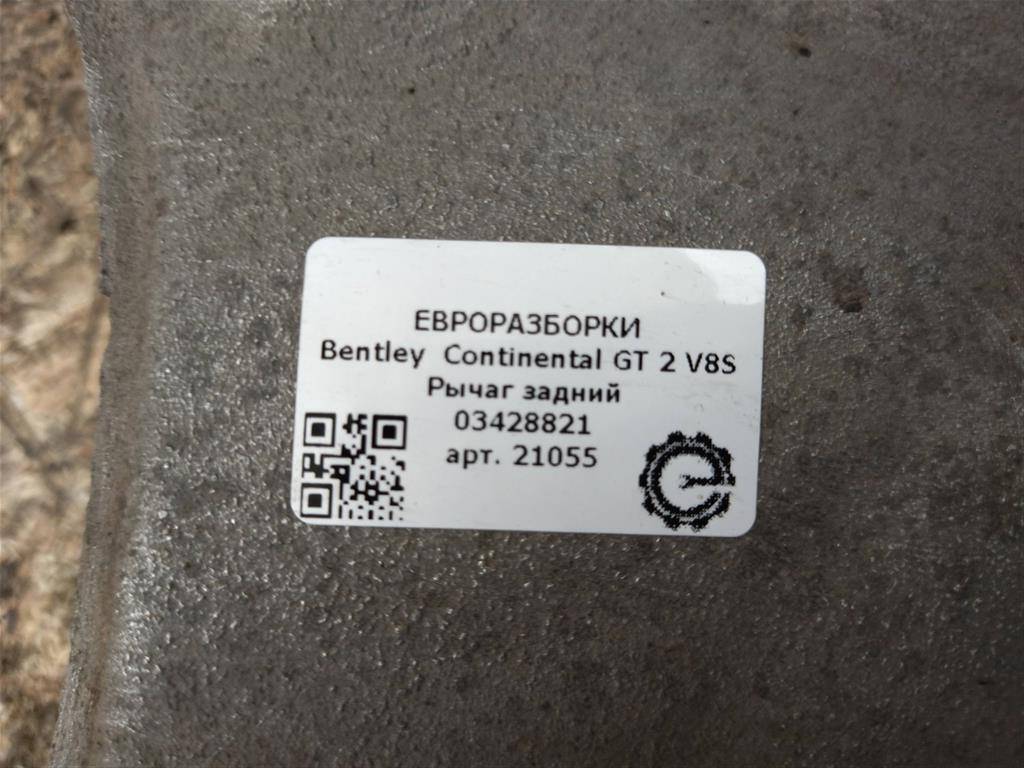 ЕВРОРАЗБОРКИ
Bentley Continental GT 2 V8S
Рычаг задний
03428821
арт. 21055